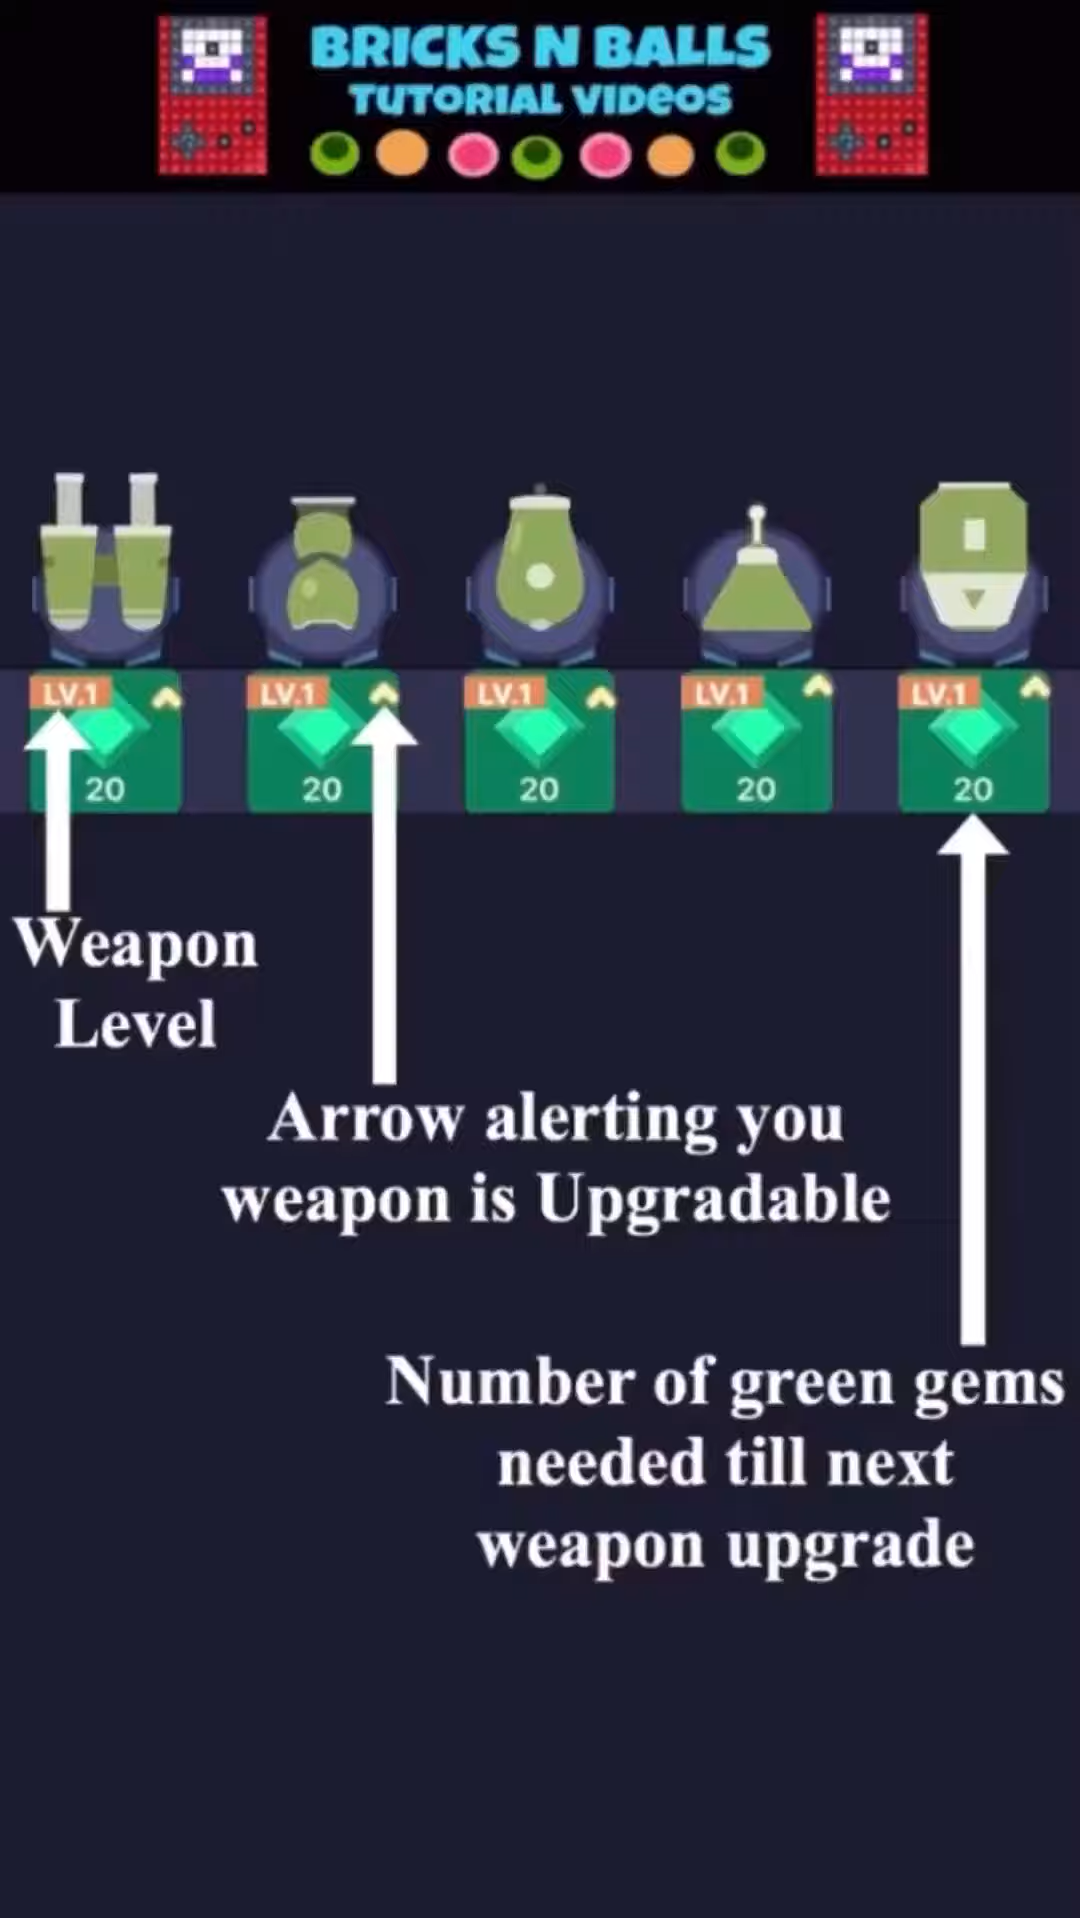 BRICKS N BALLS
TUTORIAL VIDEOS
LV.1 LV.1 LV.1 LV.1 LV.1
20 20 20 20 20
Weapon
Level
Arrow alerting you
weapon is Upgradable
Number of green gems
needed till next
weapon upgrade